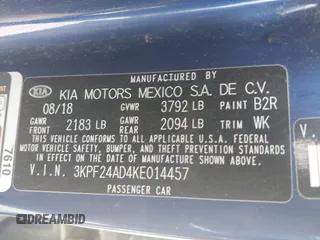 MANUFACTURED BY
KIA KIA MOTORS MEXICO S.A. DE C.V.
08/18 GVWR 3792 LB PAINT B2R
GAWR FRONT 2183 LB GAWR REAR 2094 LB TRIM WK
THIS VEHICLE CONFORMS TO ALL APPLICABLE
U.S. FEDERAL MOTOR VEHICLE SAFETY,
BUMPER, AND THEFT PREVENTION STANDARDS IN
EFFECT ON THE DATE OF MANUFACTURE SHOWN ABOVE.
V.I.N. 3KPF24AD4KE014457
PASSENGER CAR
7610
DREAMBID